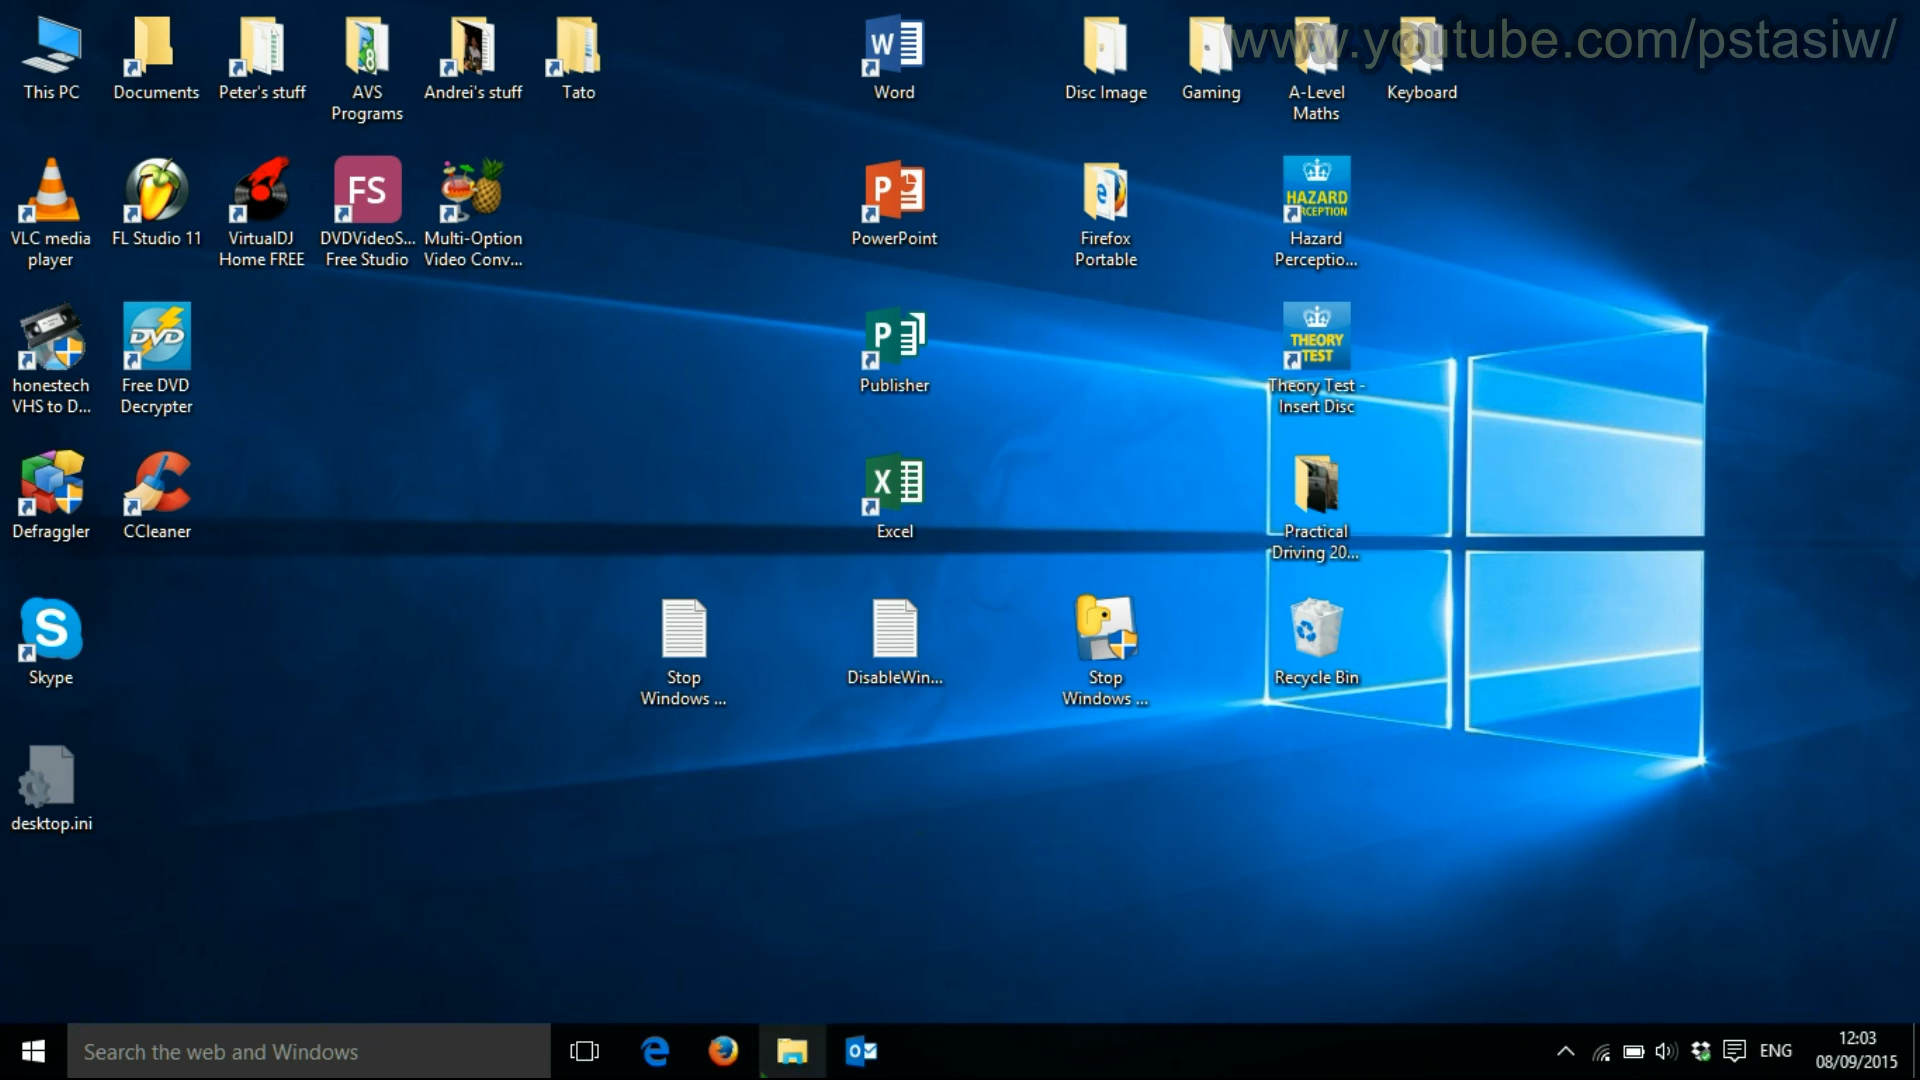 www.youtube.com/pstasiw/
This PC
Documents
Peter's stuff
AVS
Programs
Andrei's stuff
Tato
Word
Disc Image
Gaming
A-Level
Maths
Keyboard
VLC media
player
FL Studio 11
VirtualDJ
Home FREE
FS
DVDVideoS...
Free Studio
Multi-Option
Video Conv...
PowerPoint
Firefox
Portable
HAZARD
Hazard
Perceptio...
honestech
VHS to D...
DVD
Free DVD
Decrypter
Publisher
THEORY
TEST
Theory Test -
Insert Disc
Defraggler
CCleaner
Excel
Practical
Driving 20...
Skype
Stop
Windows ...
DisableWin...
Stop
Windows ...
Recycle Bin
desktop.ini
Search the web and Windows
ENG
12:03
08/09/2015